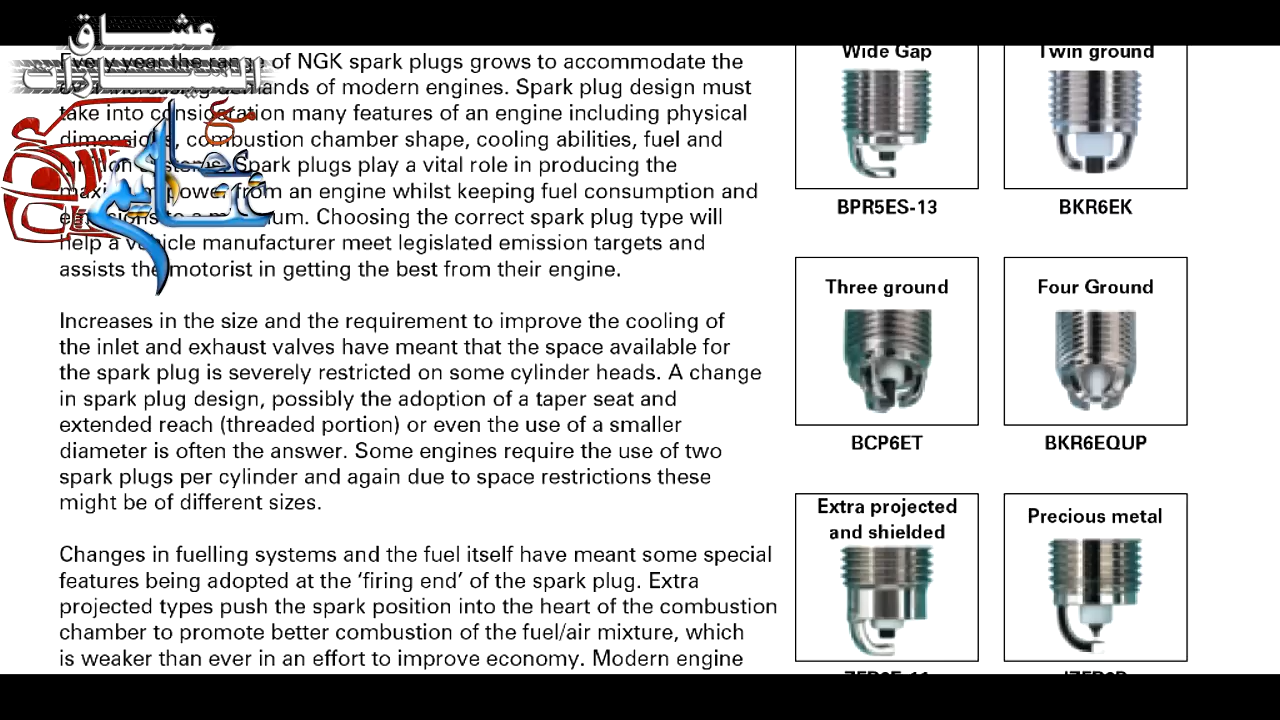 عشاق
السيارات
Every year the range of NGK spark plugs grows to accommodate the
demands of modern engines. Spark plug design must
take into consideration many features of an engine including physical
dimensions, combustion chamber shape, cooling abilities, fuel and
ignition systems. Spark plugs play a vital role in producing the
maximum power from an engine whilst keeping fuel consumption and
emissions to a minimum. Choosing the correct spark plug type will
help a vehicle manufacturer meet legislated emission targets and
assists the motorist in getting the best from their engine.
Increases in the size and the requirement to improve the cooling of
the inlet and exhaust valves have meant that the space available for
the spark plug is severely restricted on some cylinder heads. A change
in spark plug design, possibly the adoption of a taper seat and
extended reach (threaded portion) or even the use of a smaller
diameter is often the answer. Some engines require the use of two
spark plugs per cylinder and again due to space restrictions these
might be of different sizes.
Changes in fuelling systems and the fuel itself have meant some special
features being adopted at the ‘firing end’ of the spark plug. Extra
projected types push the spark position into the heart of the combustion
chamber to promote better combustion of the fuel/air mixture, which
is weaker than ever in an effort to improve economy. Modern engine
Wide Gap
BPR5ES-13
Twin ground
BKR6EK
Three ground
BCP6ET
Four Ground
BKR6EQUP
Extra projected
and shielded
Precious metal